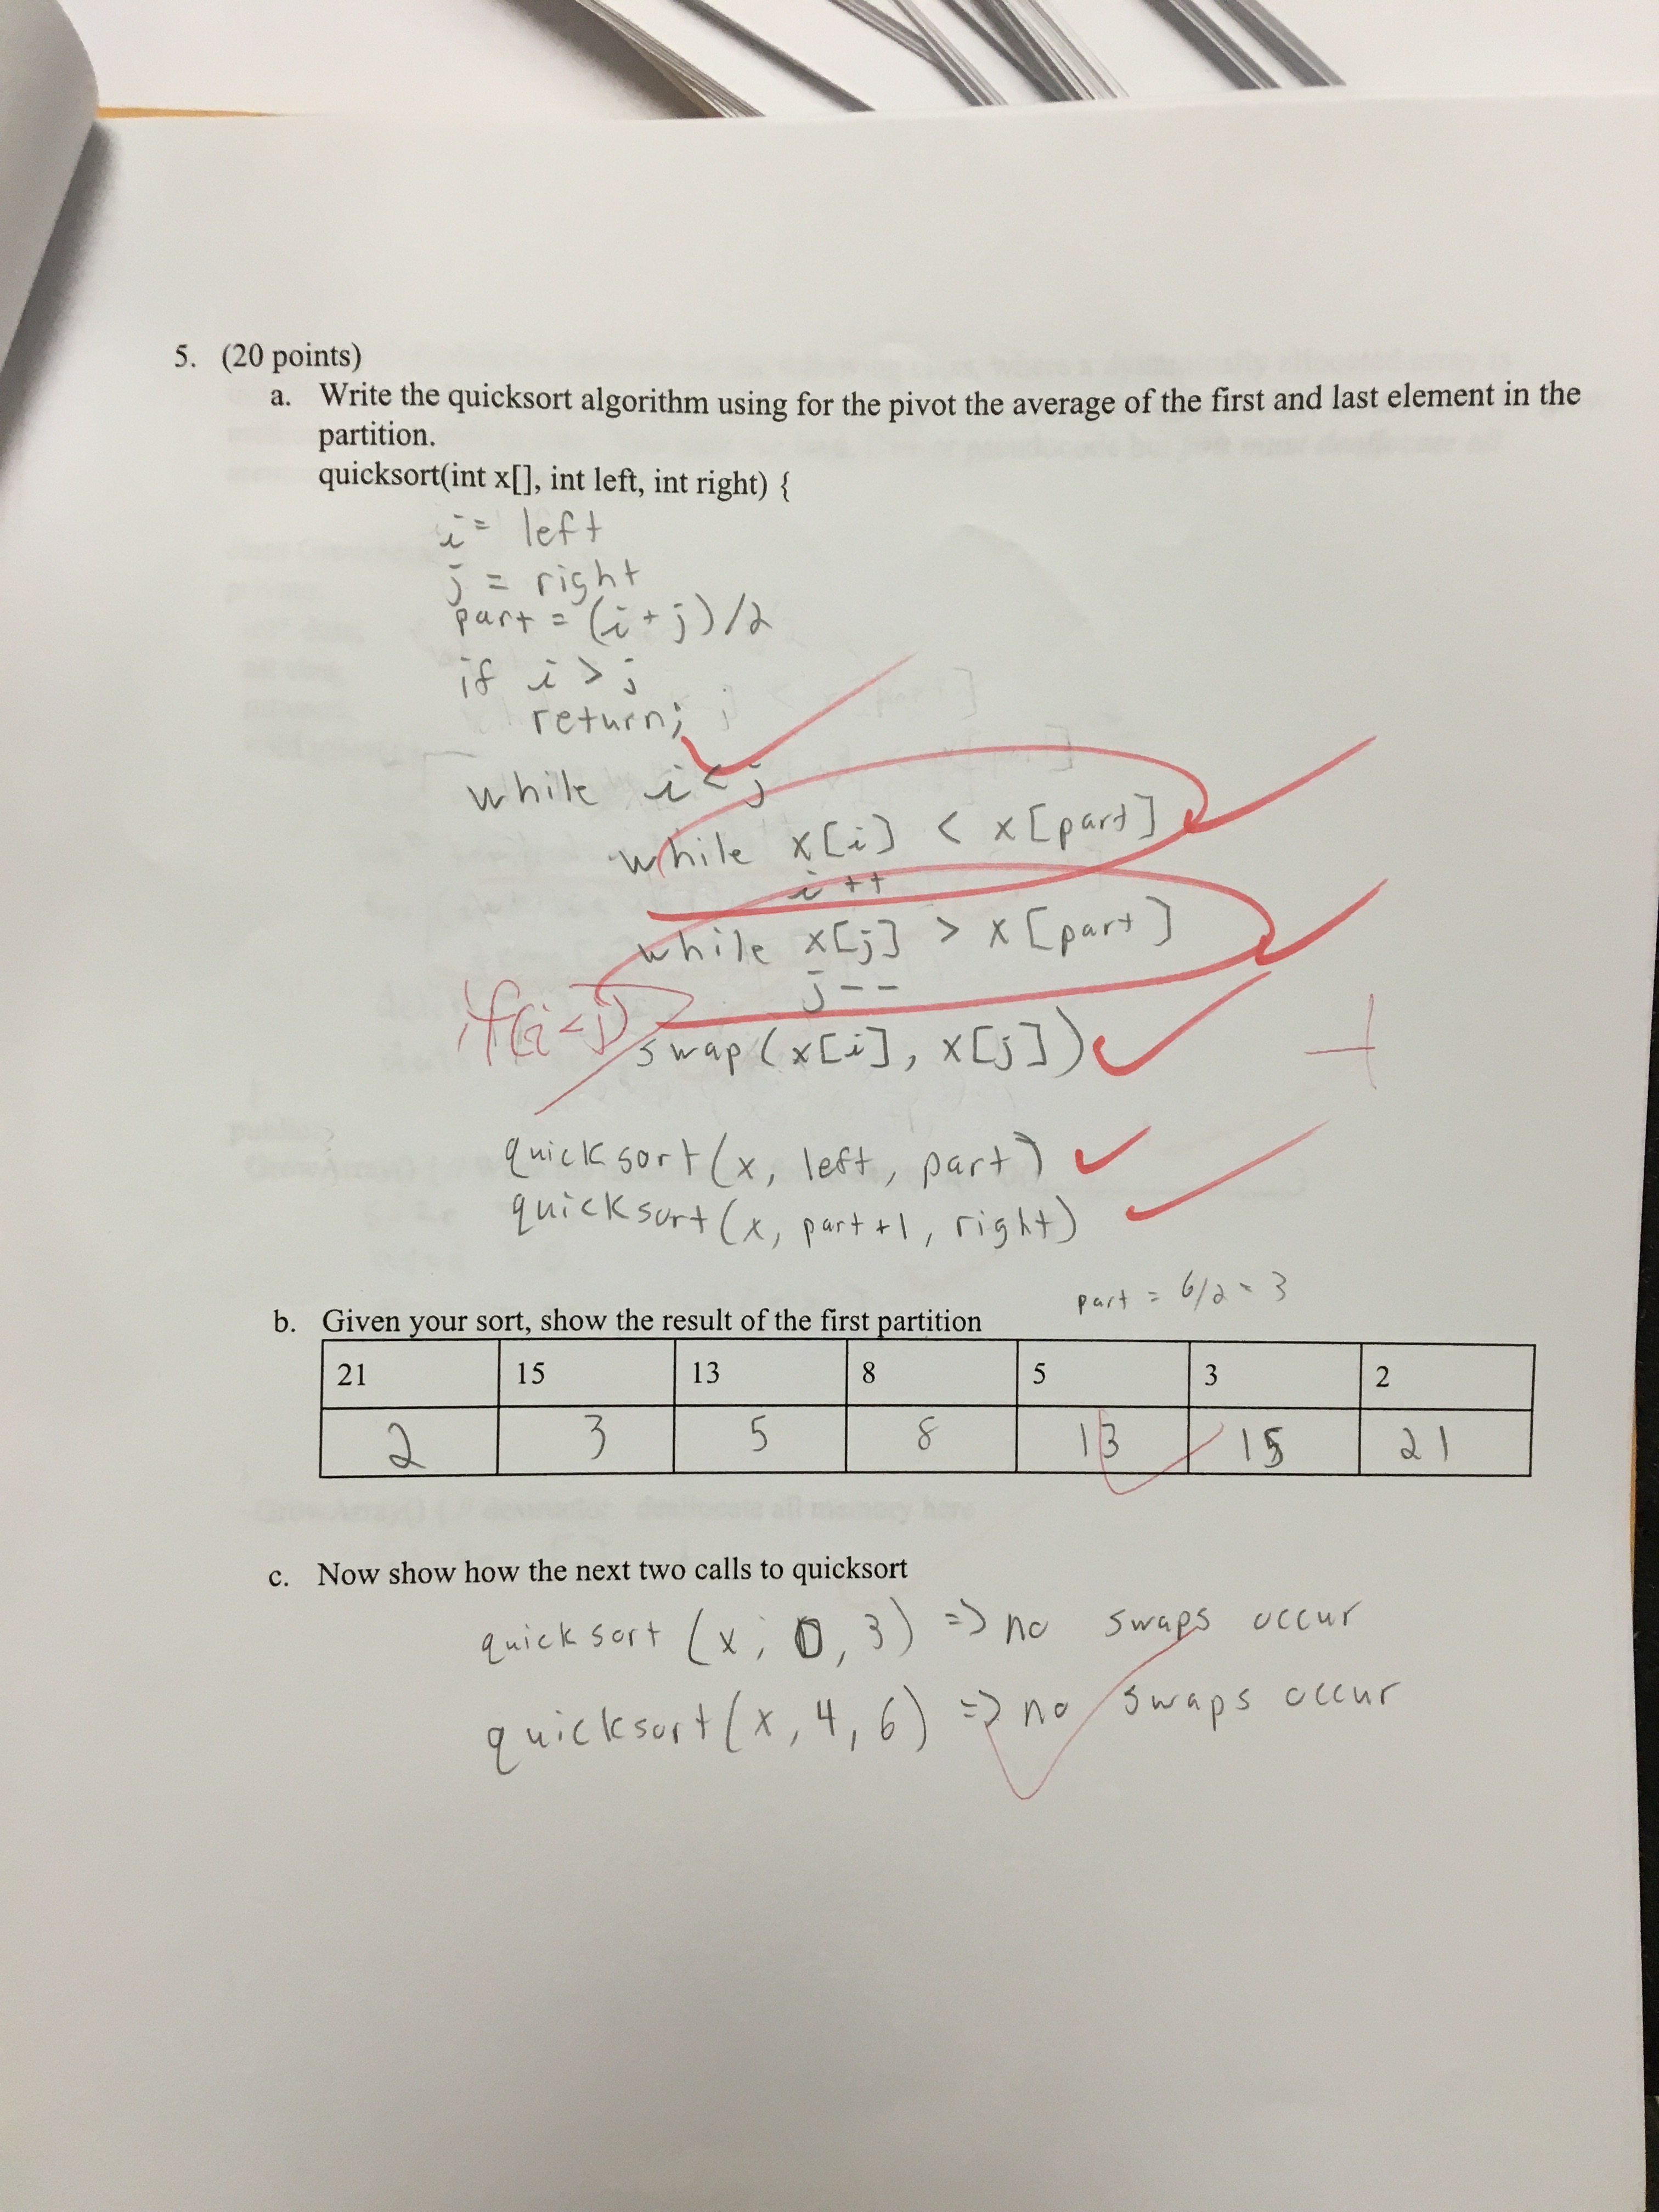 5. (20 points)
a. Write the quicksort algorithm using for the pivot the average of the first and last element in the
partition.
quicksort(int x[], int left, int right) {
i = left
j = right
part = (i + j)/2
if i > j
return;
while i < j
while x[i] < x[part]
i++
while x[j] > x[part]
j--
if(i<j)
swap(x[i], x[j])
quicksort(x, left, part)
quicksort(x, part+1, right)
part = 6/2 = 3
b. Given your sort, show the result of the first partition
21 15 13 8 5 3 2
2 3 5 8 13 15 21
c. Now show how the next two calls to quicksort
quicksort (x, 0, 3) => no swaps occur
quicksort (x, 4, 6) => no swaps occur